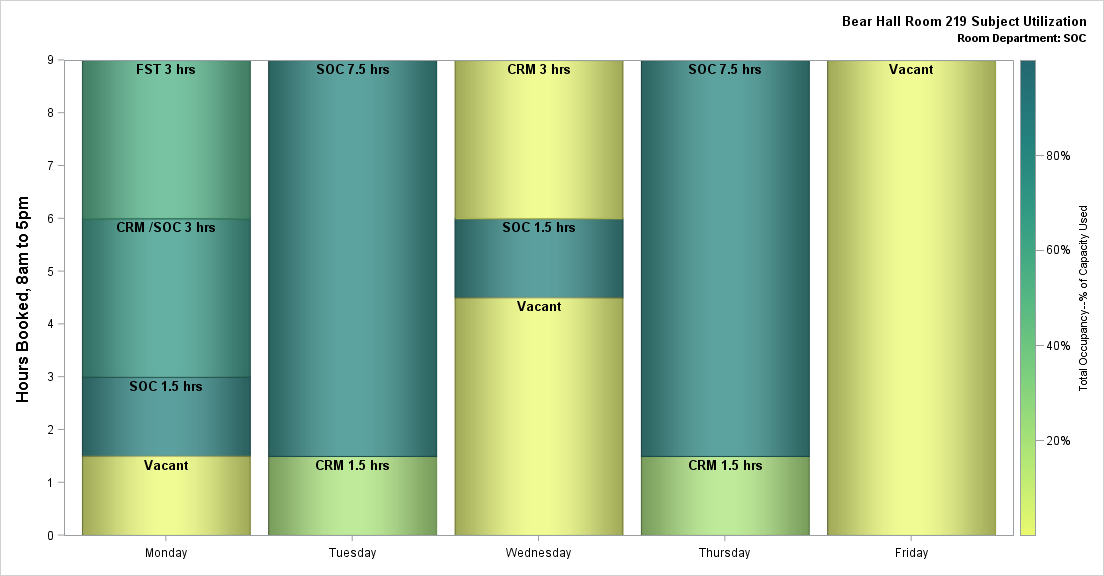 Bear Hall Room 219 Subject Utilization
Room Department: SOC
Hours Booked, 8am to 5pm
9
8
7
6
5
4
3
2
1
0
FST 3 hrs
CRM /SOC 3 hrs
SOC 1.5 hrs
Vacant
SOC 7.5 hrs
CRM 1.5 hrs
CRM 3 hrs
SOC 1.5 hrs
Vacant
SOC 7.5 hrs
CRM 1.5 hrs
Vacant
Monday
Tuesday
Wednesday
Thursday
Friday
80%
60%
40%
20%
Total Occupancy--% of Capacity Used